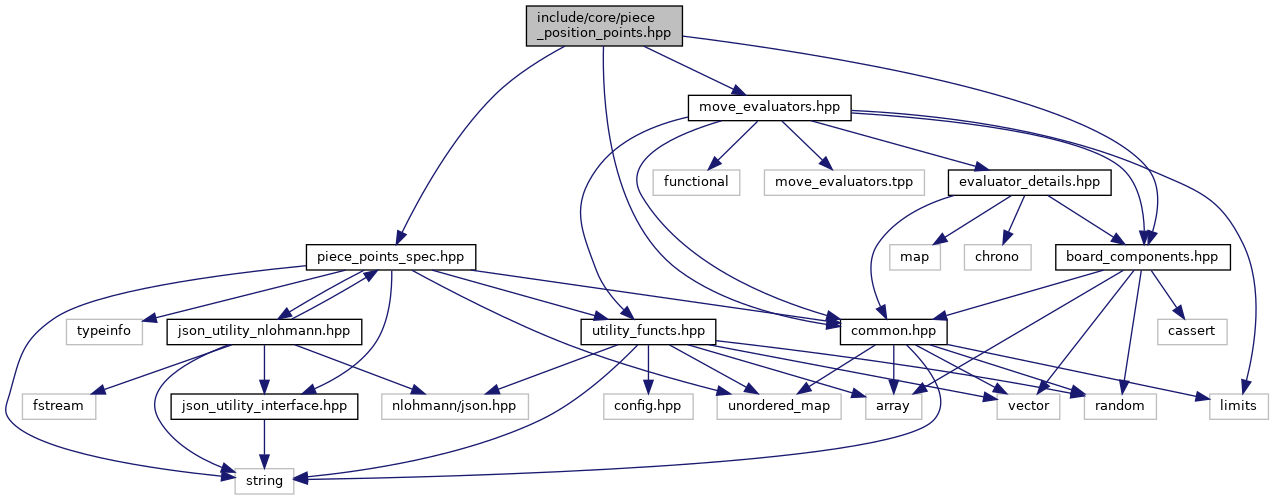 include/core/piece
_position_points.hpp
move_evaluators.hpp
functional
move_evaluators.tpp
evaluator_details.hpp
piece_points_spec.hpp
map
chrono
board_components.hpp
typeinfo
json_utility_nlohmann.hpp
utility_functs.hpp
common.hpp
cassert
fstream
json_utility_interface.hpp
nlohmann/json.hpp
config.hpp
unordered_map
array
vector
random
limits
string